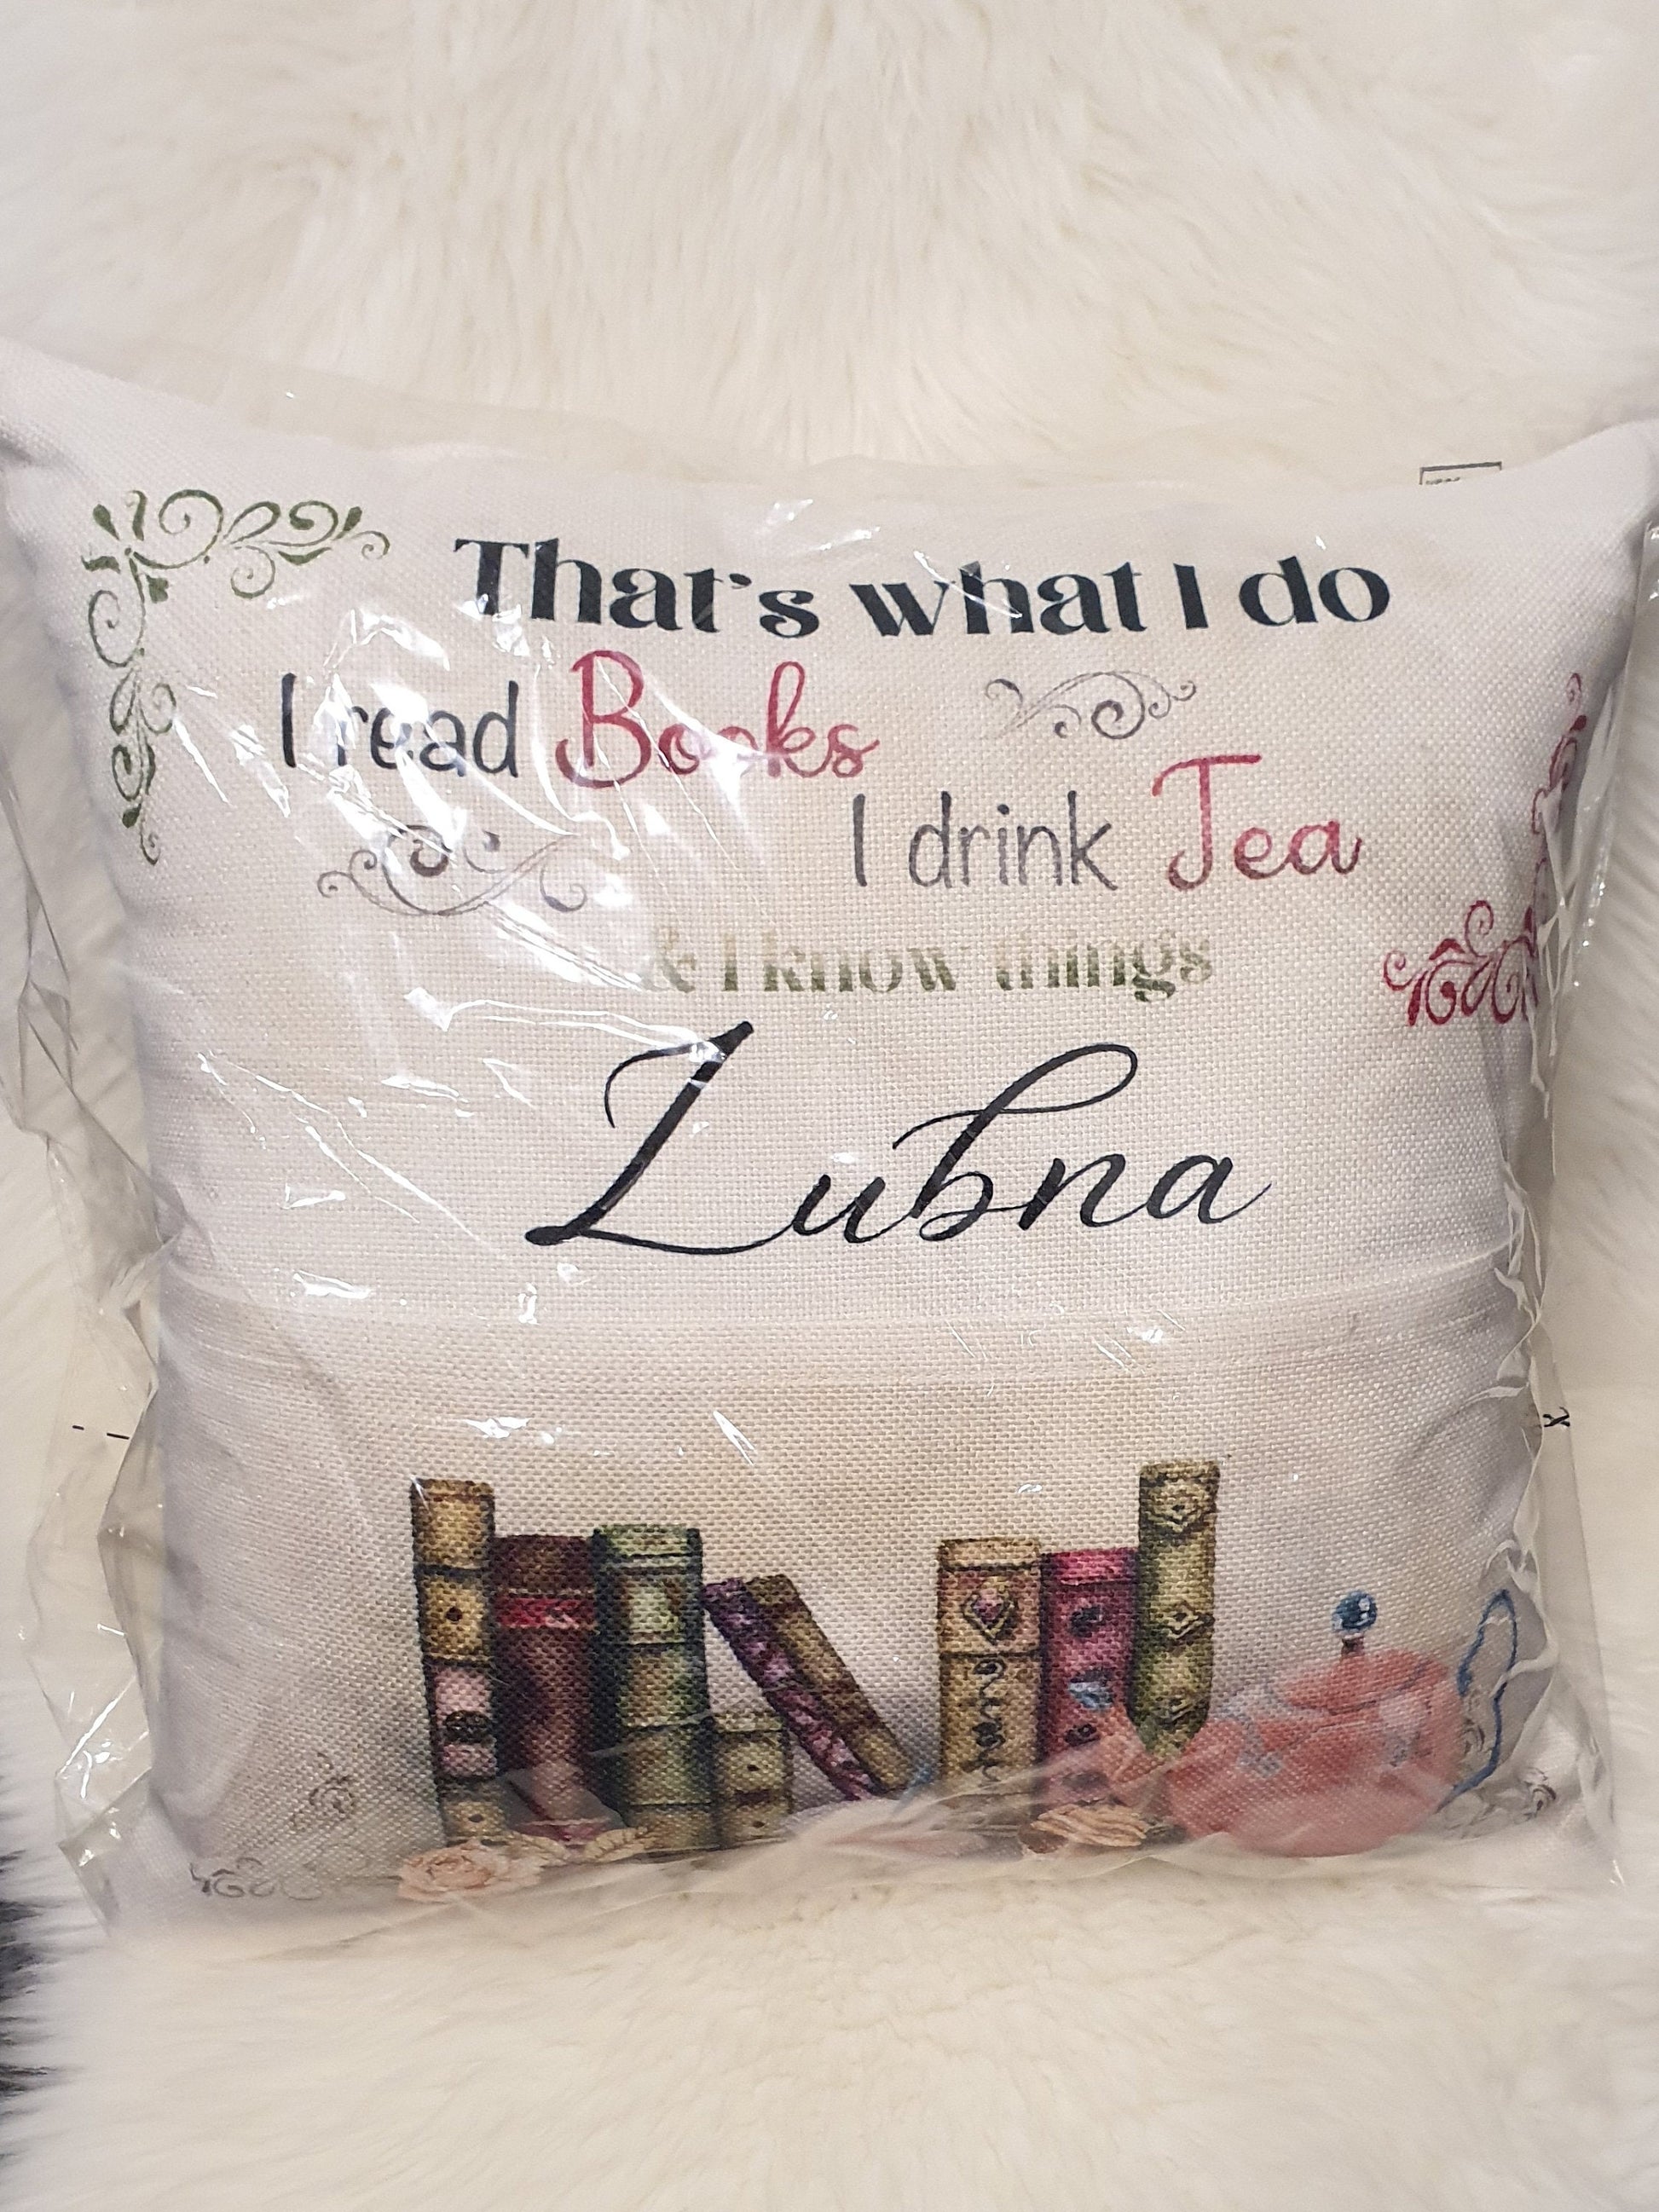 That's what I do
I read Books
I drink Tea
& I know things
Lubna